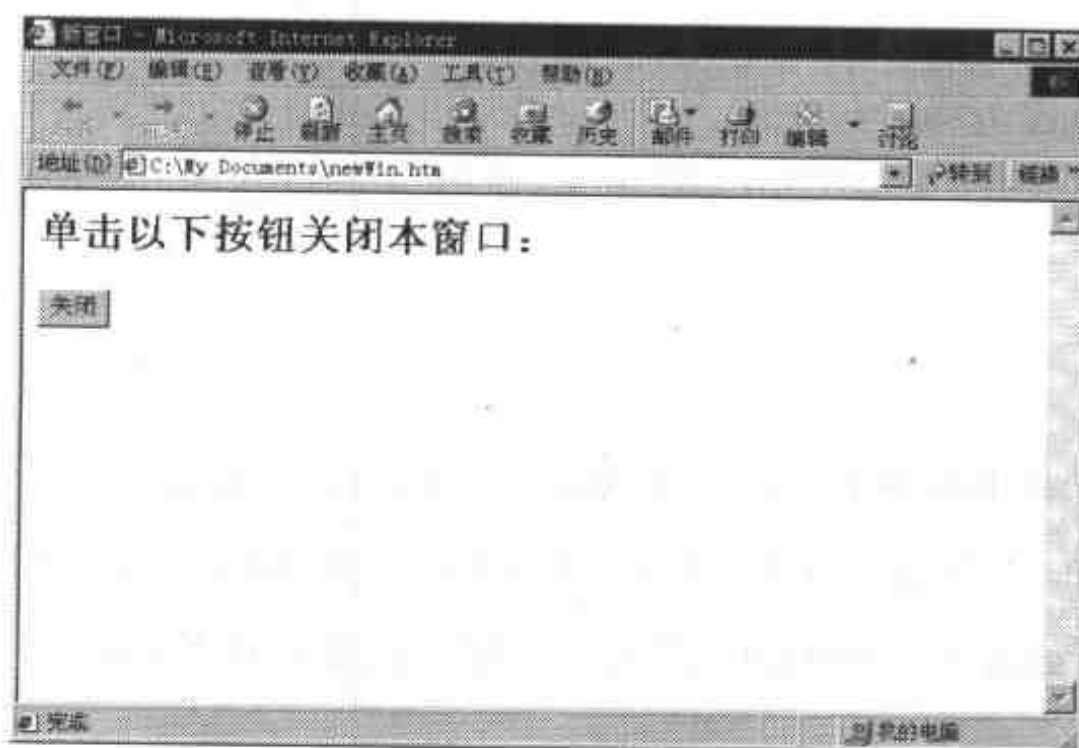 新窗口 - Microsoft Internet Explorer
文件(F) 编辑(E) 查看(V) 收藏(A) 工具(T) 帮助(H)
停止 刷新 主页 搜索 收藏 历史 邮件 打印 编辑 讨论
地址(D) C:\My Documents\newWin.htm 转到 链接 »
单击以下按钮关闭本窗口：
关闭
完成 我的电脑